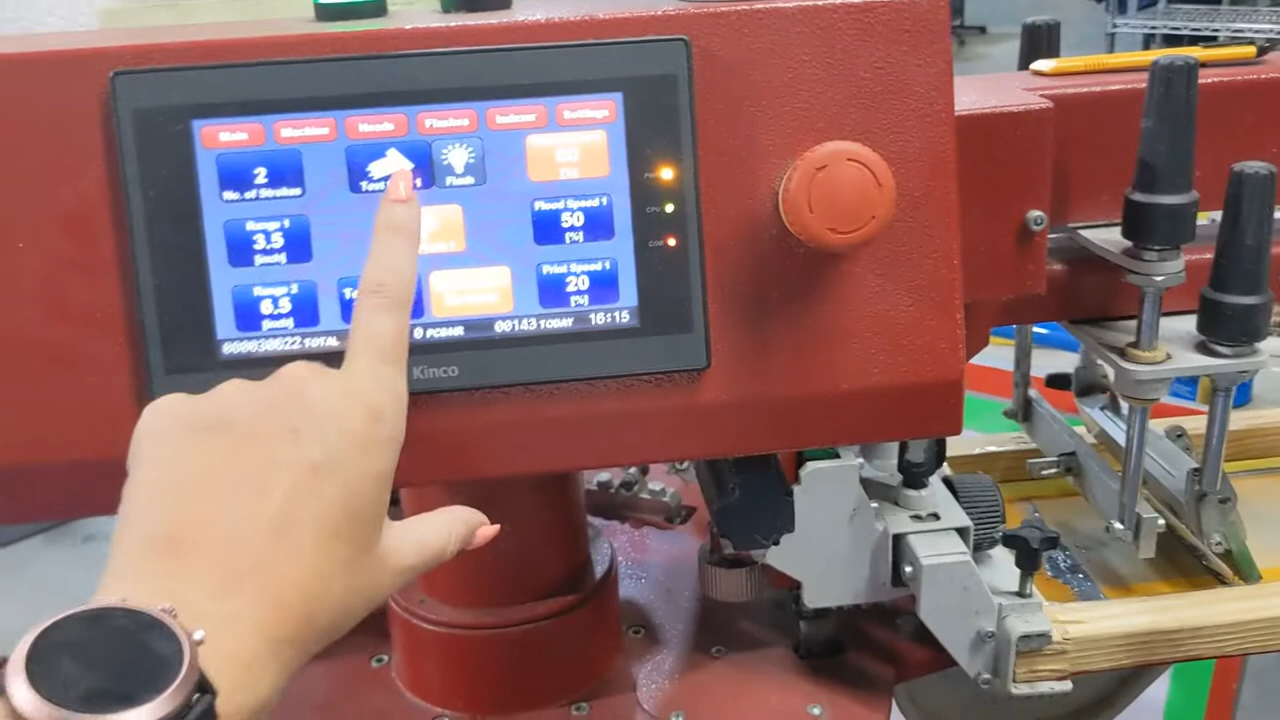 Main Machine Heads Flashes Indexer Settings
2
No. of Strokes
Test
Flash
Range 1
3.5
[inch]
Flood Speed 1
50
[%]
Range 2
6.5
[inch]
Print Speed 1
20
[%]
000030622 TOTAL
0 PCS/HR
00143 TODAY
16:15
Kinco